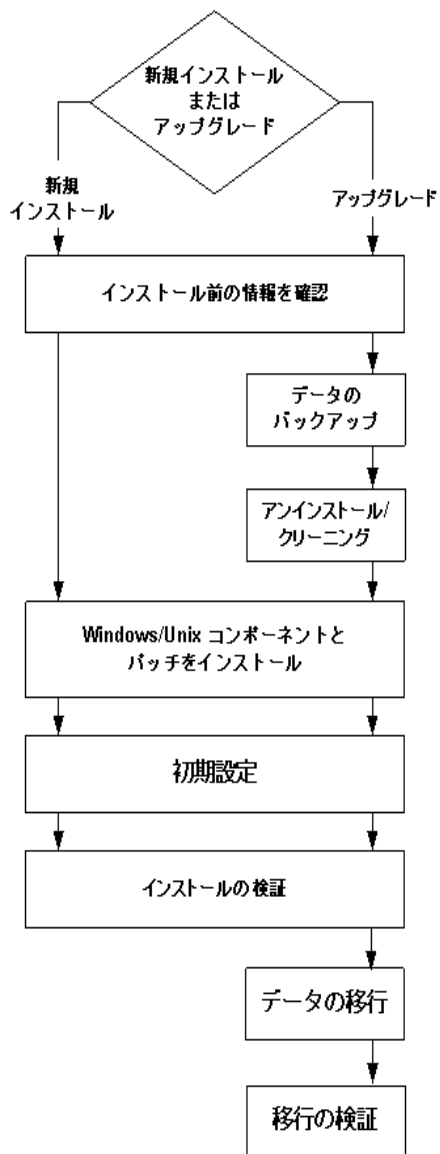 新規インストール
または
アップグレード
新規
インストール
アップグレード
インストール前の情報を確認
データの
バックアップ
アンインストール/
クリーニング
Windows/Unix コンポーネントと
パッチをインストール
初期設定
インストールの検証
データの移行
移行の検証